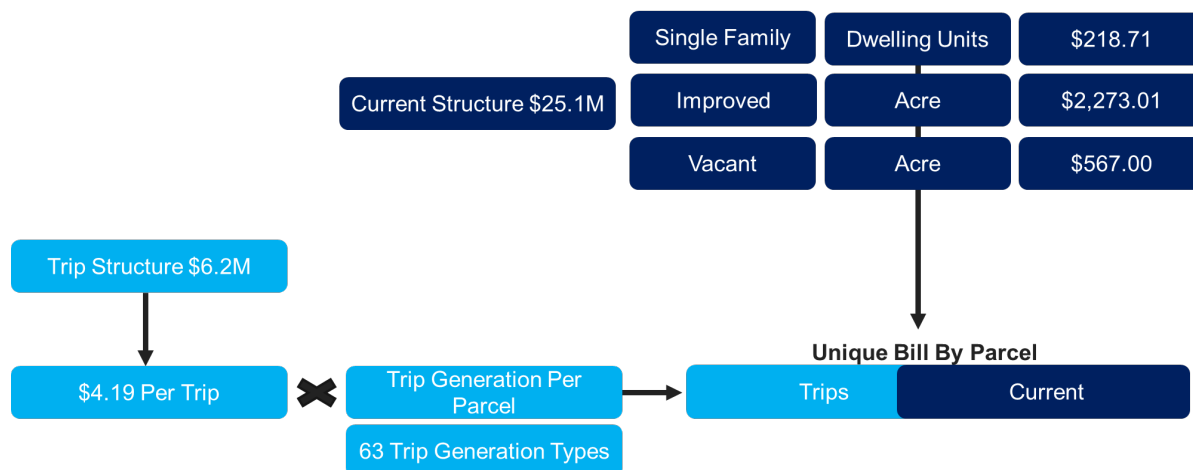 Single Family
Dwelling Units
$218.71
Current Structure $25.1M
Improved
Acre
$2,273.01
Vacant
Acre
$567.00
Trip Structure $6.2M
Unique Bill By Parcel
$4.19 Per Trip
Trip Generation Per
Parcel
Trips
Current
63 Trip Generation Types